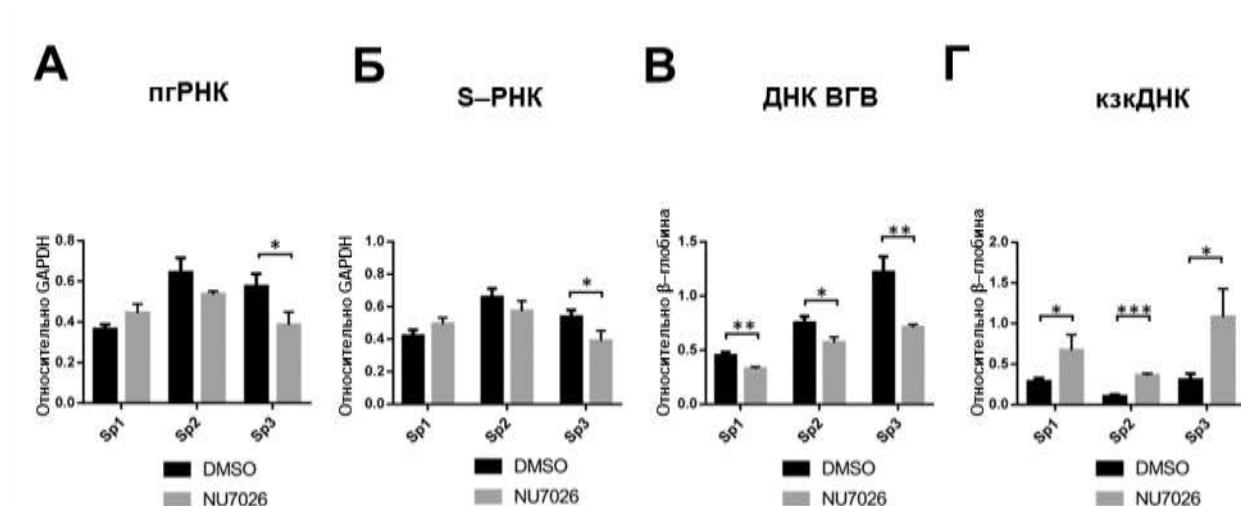 А
пгРНК
Относительно GAPDH
0.8
0.6
0.4
0.2
0.0
*
Sp1
Sp2
Sp3
DMSO
NU7026
Б
S–РНК
Относительно GAPDH
1.0
0.8
0.6
0.4
0.2
0.0
*
Sp1
Sp2
Sp3
DMSO
NU7026
В
ДНК ВГВ
Относительно β–глобина
1.5
1.0
0.5
0.0
**
*
**
Sp1
Sp2
Sp3
DMSO
NU7026
Г
кзкДНК
Относительно β–глобина
2.0
1.5
1.0
0.5
0.0
*
***
*
Sp1
Sp2
Sp3
DMSO
NU7026